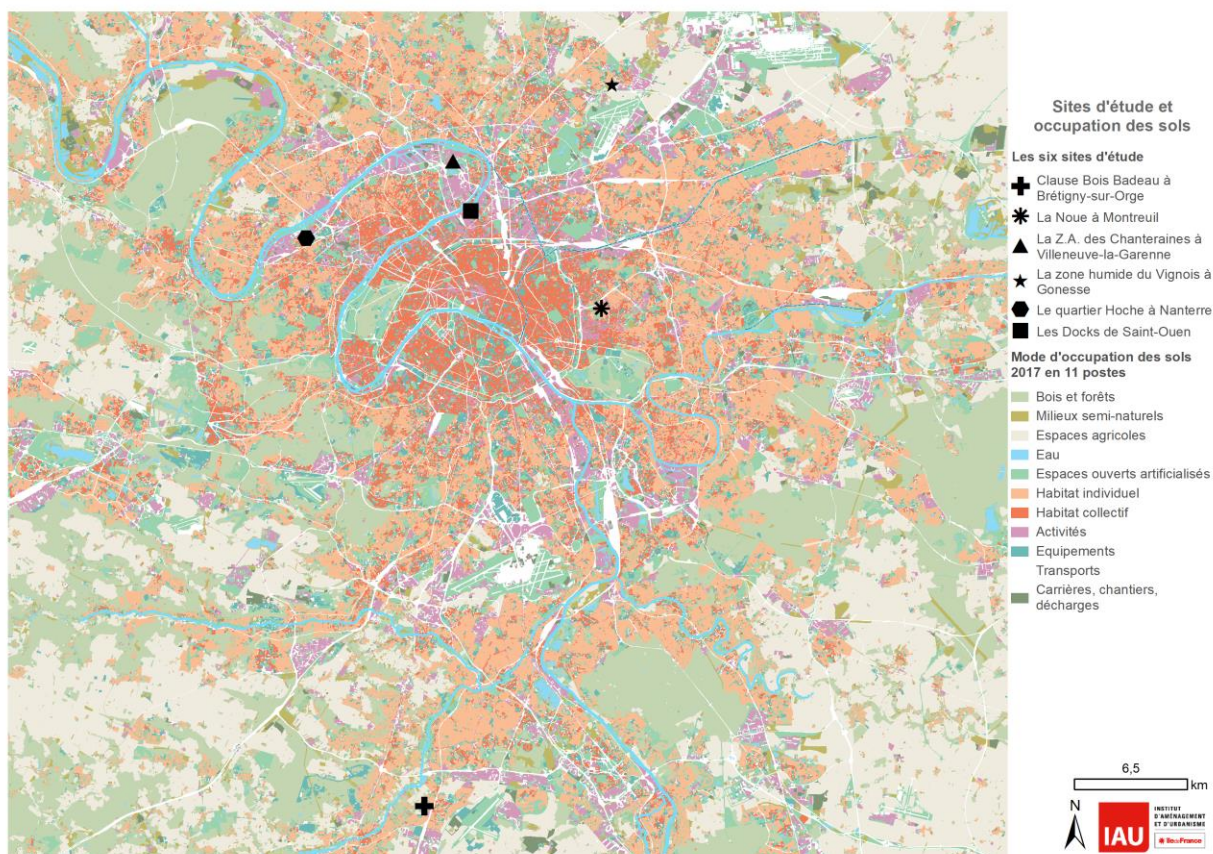 Sites d'étude et
occupation des sols
Les six sites d'étude
Clause Bois Badeau à
Brétigny-sur-Orge
La Noue à Montreuil
La Z.A. des Chanteraines à
Villeneuve-la-Garenne
La zone humide du Vignois à
Gonesse
Le quartier Hoche à Nanterre
Les Docks de Saint-Ouen
Mode d'occupation des sols
2017 en 11 postes
Bois et forêts
Milieux semi-naturels
Espaces agricoles
Eau
Espaces ouverts artificialisés
Habitat individuel
Habitat collectif
Activités
Equipements
Transports
Carrières, chantiers,
décharges
6,5
km
N
IAU
INSTITUT
D'AMÉNAGEMENT
ET D'URBANISME
île de France